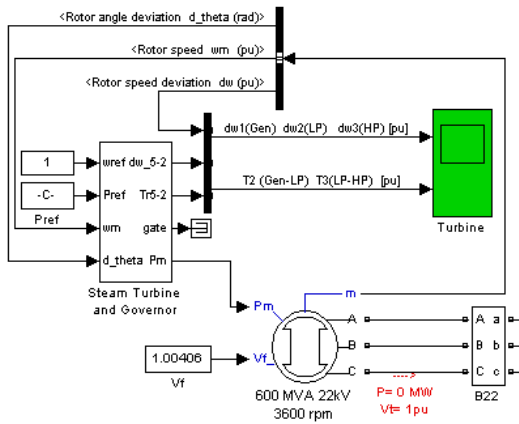 <Rotor angle deviation d_theta (rad)>
<Rotor speed wm (pu)>
<Rotor speed deviation dw (pu)>
dw1(Gen) dw2(LP) dw3(HP) [pu]
T2 (Gen-LP) T3(LP-HP) [pu]
Turbine
1
-C-
Pref
wref dw_5-2
Pref Tr5-2
wm gate
d_theta Pm
Steam Turbine
and Governor
1.00406
Vf
Pm
m
Vf_
A
B
C
600 MVA 22kV
3600 rpm
P= 0 MW
Vt= 1pu
A a
B b
C c
B22